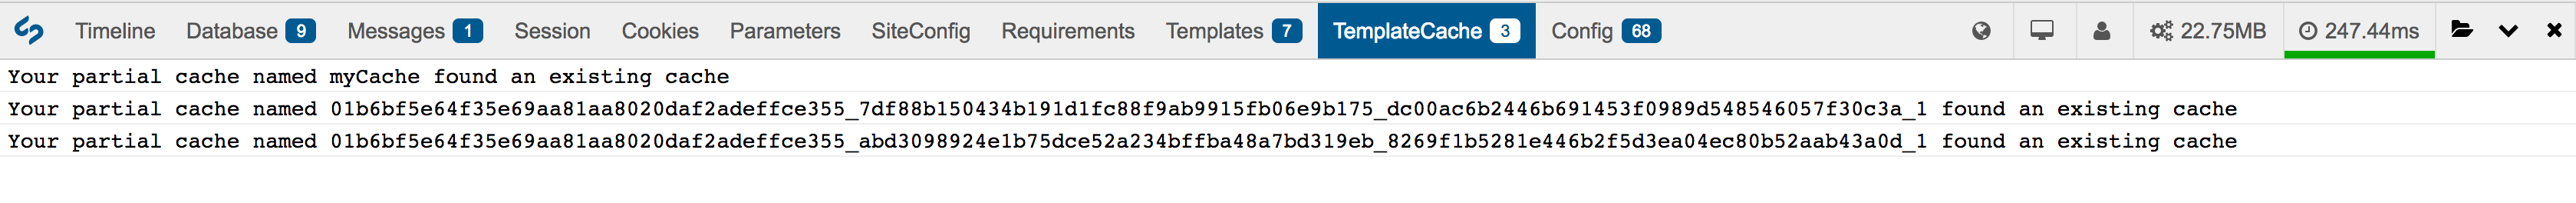 Timeline Database 9 Messages 1 Session Cookies Parameters SiteConfig Requirements Templates 7 TemplateCache 3 Config 68 22.75MB 247.44ms
Your partial cache named myCache found an existing cache
Your partial cache named 01b6bf5e64f35e69aa81aa8020daf2adeffce355_7df88b150434b191d1fc88f9ab9915fb06e9b175_dc00ac6b2446b691453f0989d548546057f30c3a_1 found an existing cache
Your partial cache named 01b6bf5e64f35e69aa81aa8020daf2adeffce355_abd3098924e1b75dce52a234bffba48a7bd319eb_8269f1b5281e446b2f5d3ea04ec80b52aab43a0d_1 found an existing cache